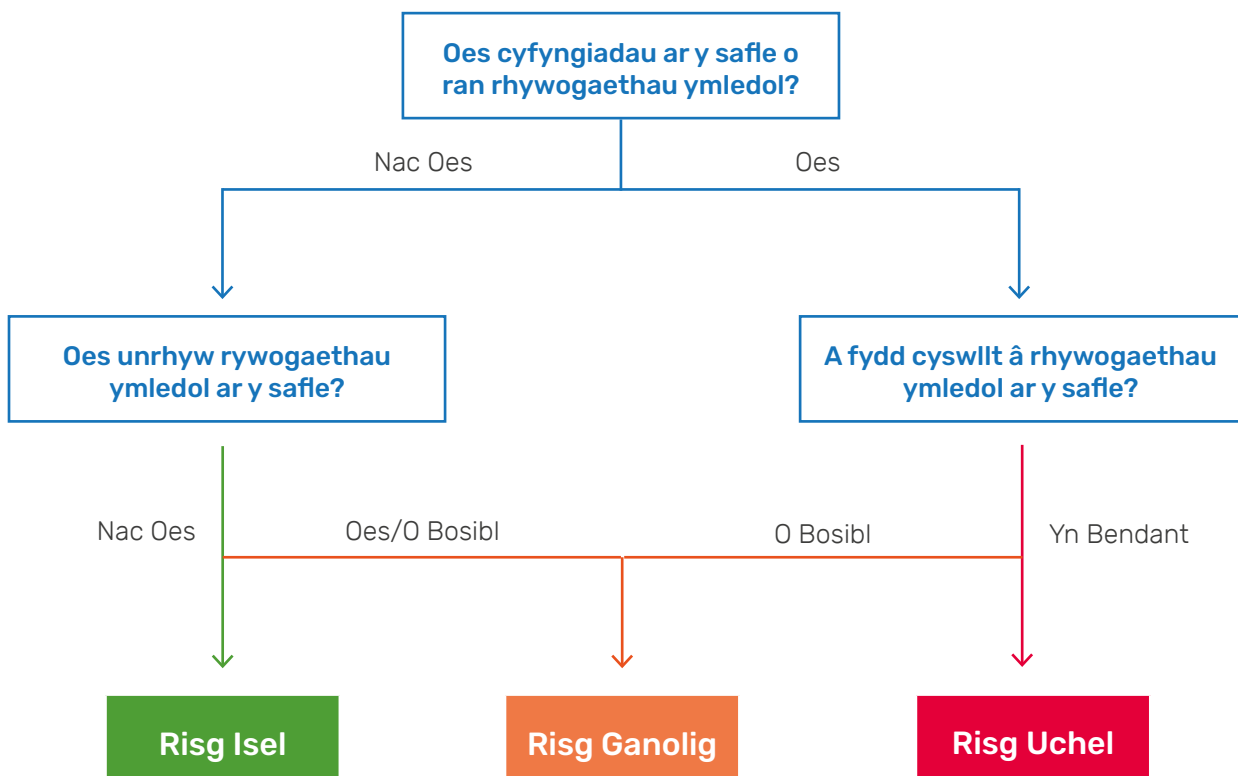 Oes cyfyngiadau ar y safle o
ran rhywogaethau ymledol?
Nac Oes
Oes
Oes unrhyw rywogaethau
ymledol ar y safle?
A fydd cyswllt â rhywogaethau
ymledol ar y safle?
Nac Oes
Oes/O Bosibl
O Bosibl
Yn Bendant
Risg Isel
Risg Ganolig
Risg Uchel